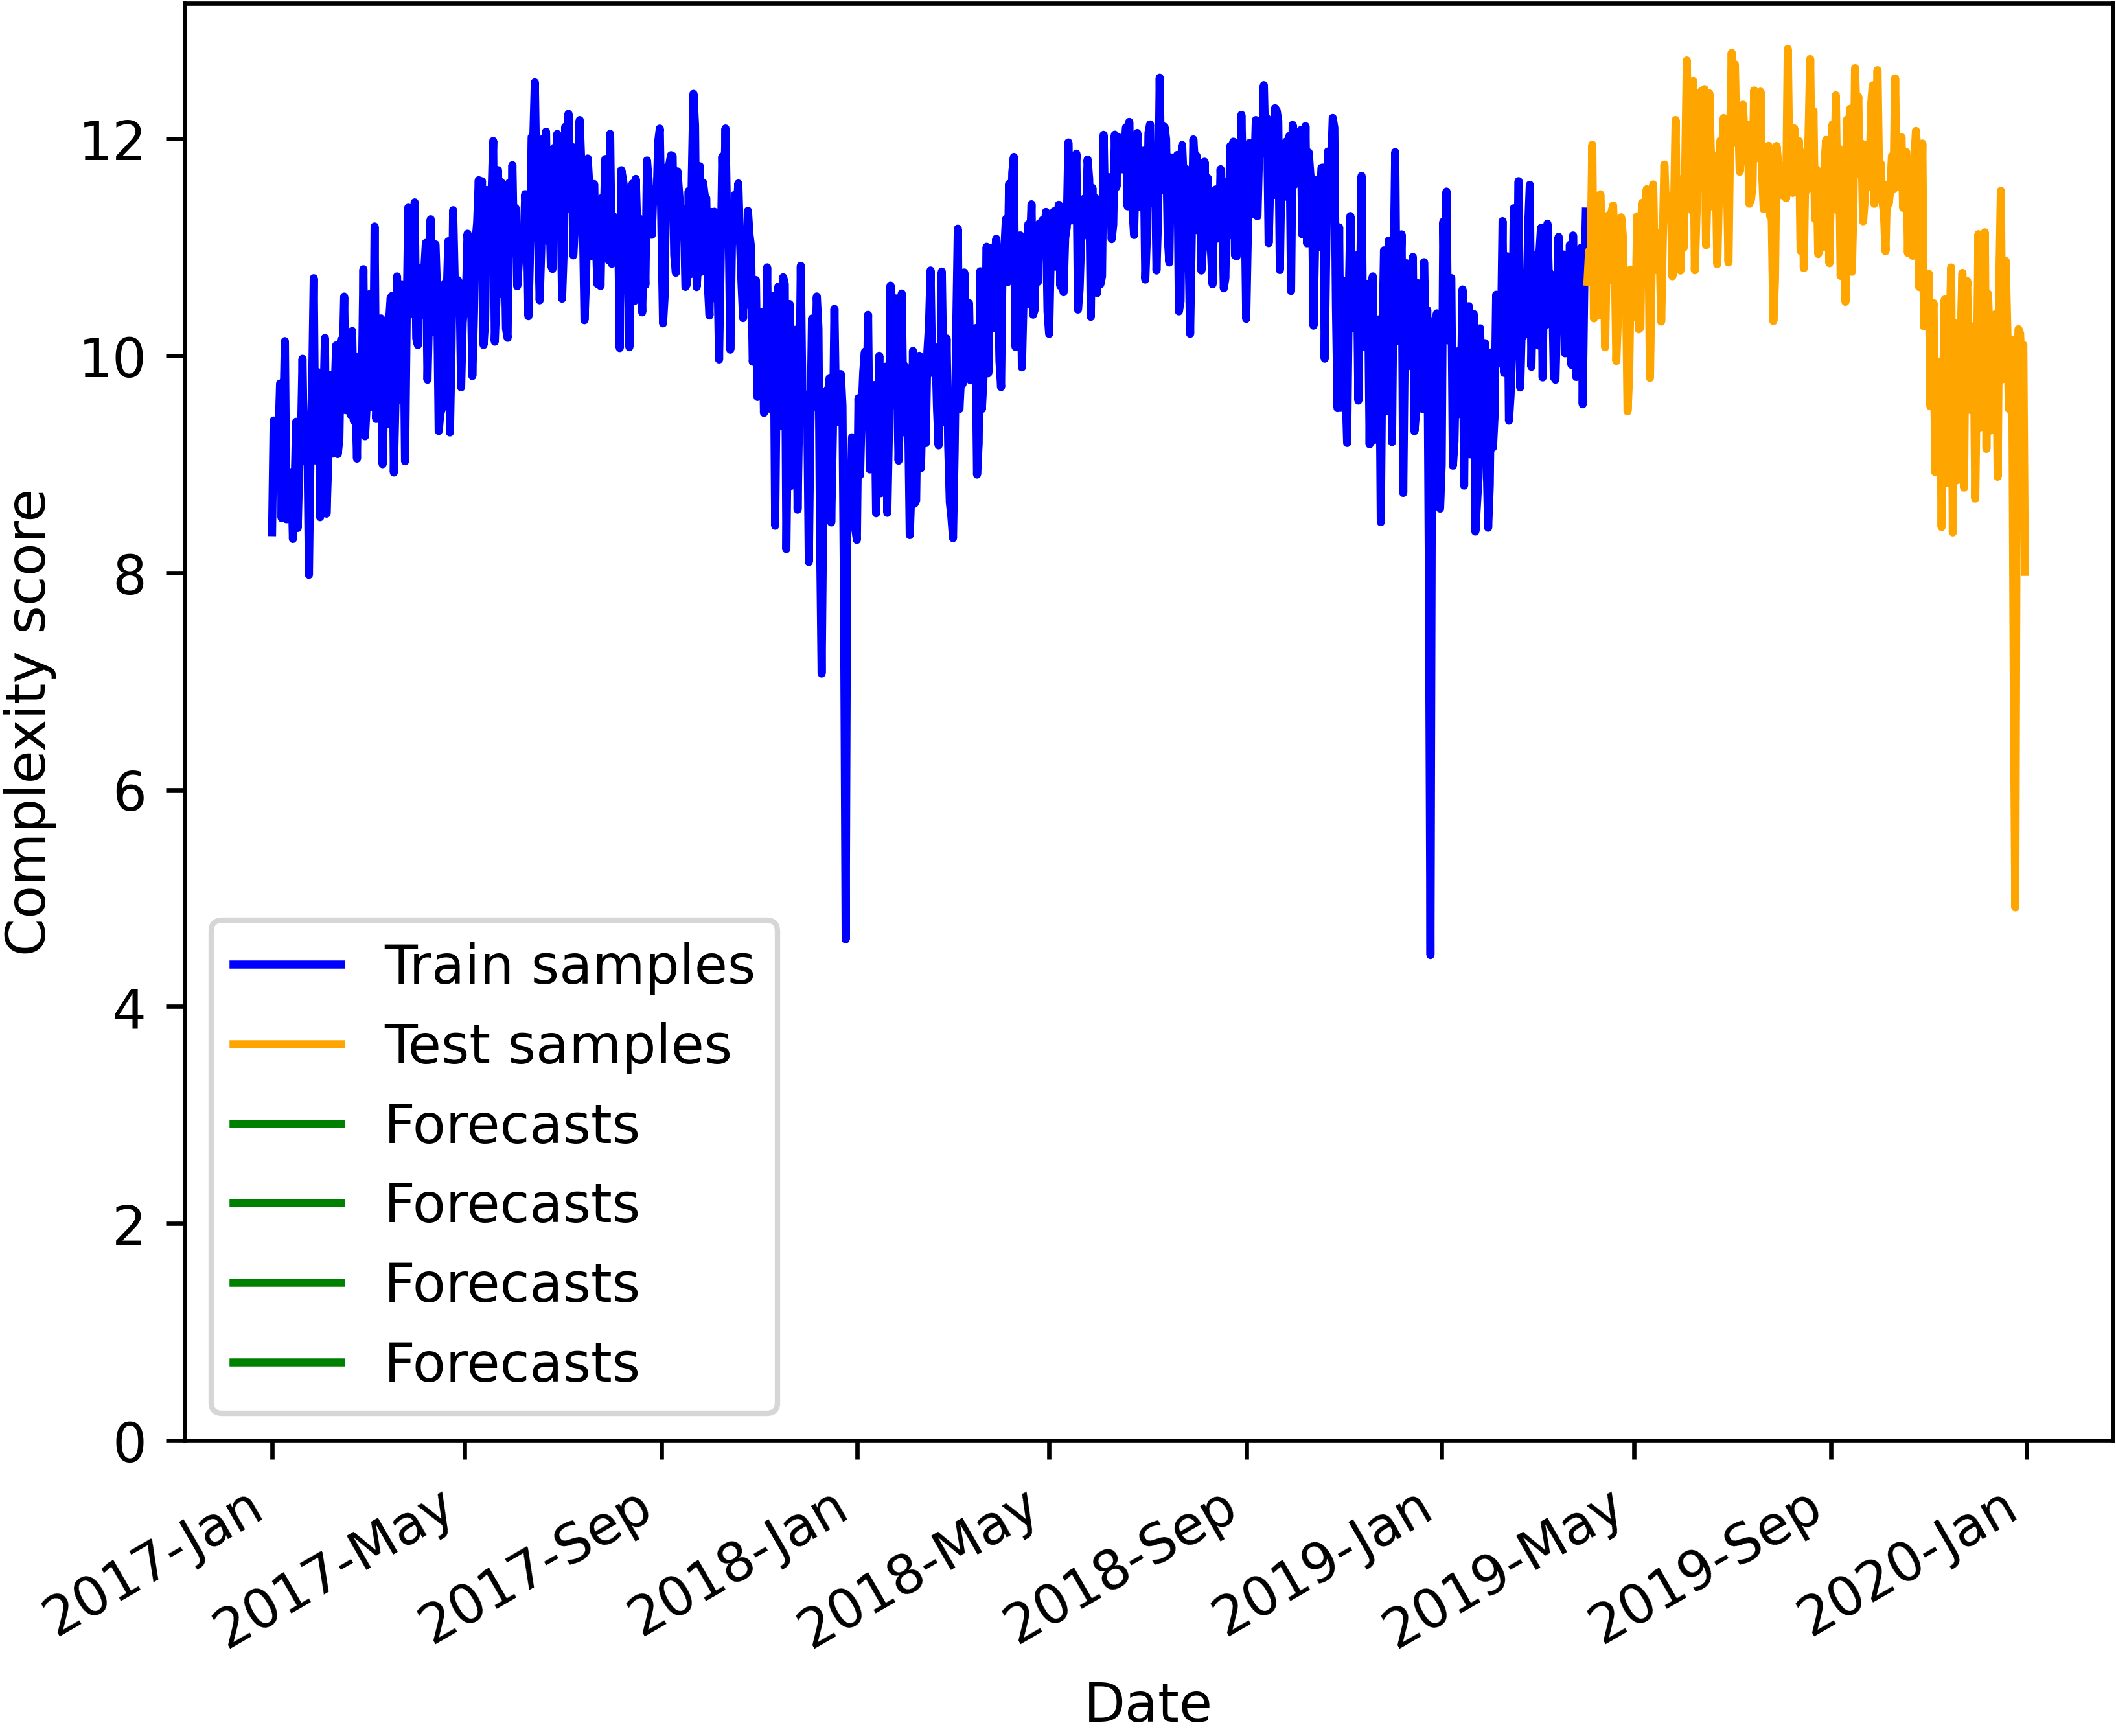 Complexity score
12
10
8
6
4
2
0
Train samples
Test samples
Forecasts
Forecasts
Forecasts
Forecasts
2017-Jan
2017-May
2017-Sep
2018-Jan
2018-May
2018-Sep
2019-Jan
2019-May
2019-Sep
2020-Jan
Date